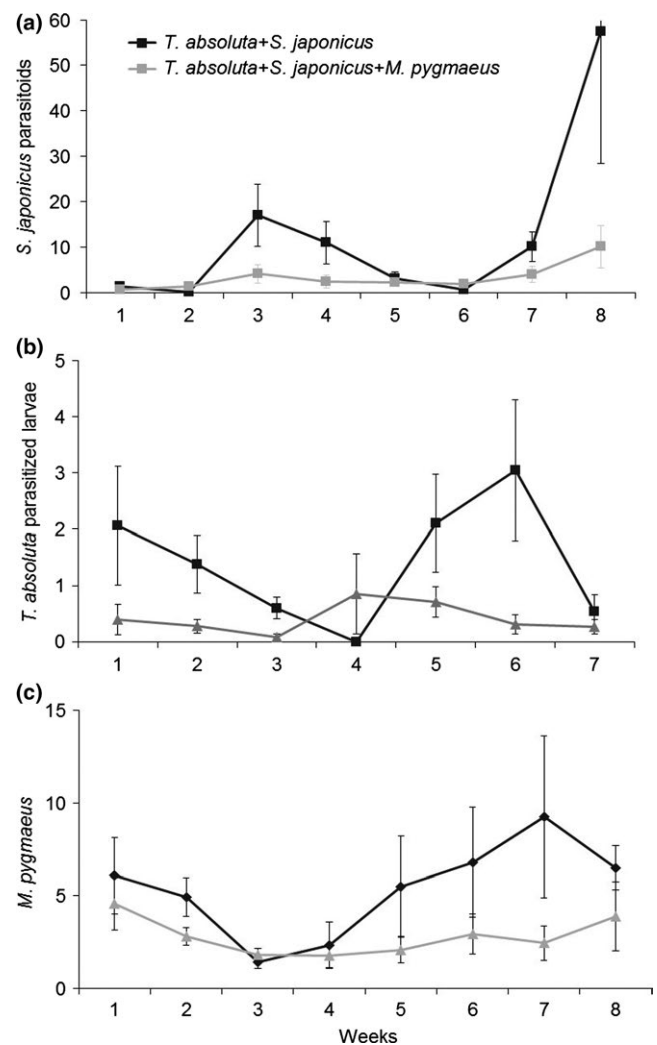 (a)
60
50
40
30
20
10
0
S. japonicus parasitoids
T. absoluta+S. japonicus
T. absoluta+S. japonicus+M. pygmaeus
1 2 3 4 5 6 7 8
(b)
5
4
3
2
1
0
T. absoluta parasitized larvae
1 2 3 4 5 6 7
(c)
15
10
5
0
M. pygmaeus
1 2 3 4 5 6 7 8
Weeks